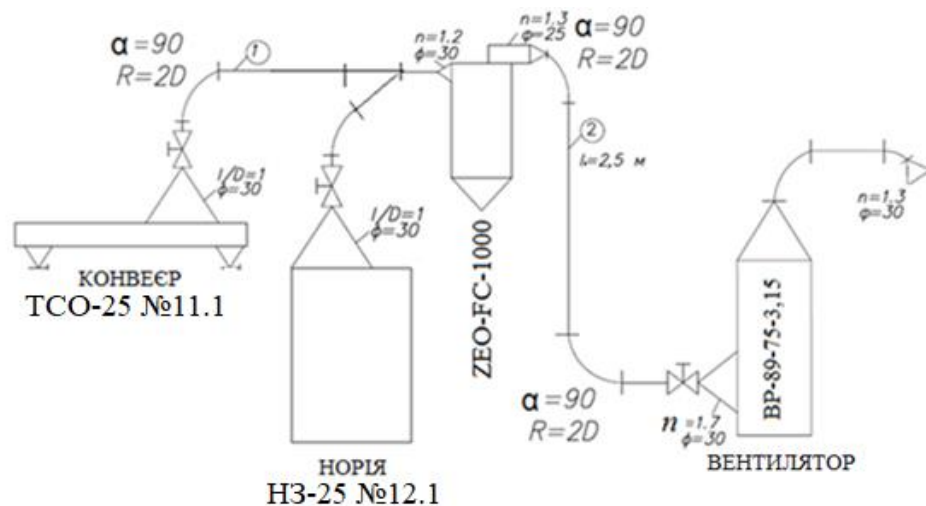 α=90
R=2D
1
n=1.2
ϕ=30
n=1.3
ϕ=25
α=90
R=2D
l/D=1
ϕ=30
l/D=1
ϕ=30
ZEO-FC-1000
2
l=2,5 м
n=1.3
ϕ=30
КОНВЕЄР
ТСО-25 №11.1
α=90
R=2D
n=1.7
ϕ=30
ВР-89-75-3,15
ВЕНТИЛЯТОР
НОРІЯ
НЗ-25 №12.1